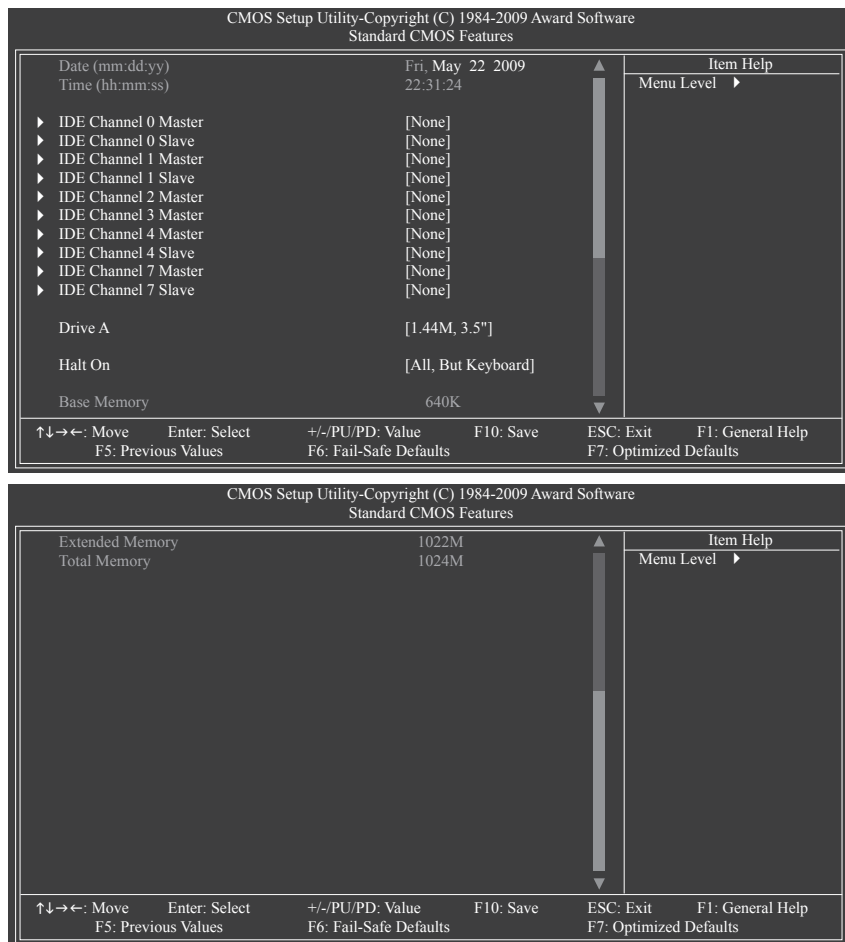 CMOS Setup Utility-Copyright (C) 1984-2009 Award Software
Standard CMOS Features
Date (mm:dd:yy) Fri, May 22 2009
Time (hh:mm:ss) 22:31:24
IDE Channel 0 Master [None]
IDE Channel 0 Slave [None]
IDE Channel 1 Master [None]
IDE Channel 1 Slave [None]
IDE Channel 2 Master [None]
IDE Channel 3 Master [None]
IDE Channel 4 Master [None]
IDE Channel 4 Slave [None]
IDE Channel 7 Master [None]
IDE Channel 7 Slave [None]
Drive A [1.44M, 3.5"]
Halt On [All, But Keyboard]
Base Memory 640K
Item Help
Menu Level
↑↓→←: Move Enter: Select +/-/PU/PD: Value F10: Save ESC: Exit F1: General Help
F5: Previous Values F6: Fail-Safe Defaults F7: Optimized Defaults
CMOS Setup Utility-Copyright (C) 1984-2009 Award Software
Standard CMOS Features
Extended Memory 1022M
Total Memory 1024M
Item Help
Menu Level
↑↓→←: Move Enter: Select +/-/PU/PD: Value F10: Save ESC: Exit F1: General Help
F5: Previous Values F6: Fail-Safe Defaults F7: Optimized Defaults